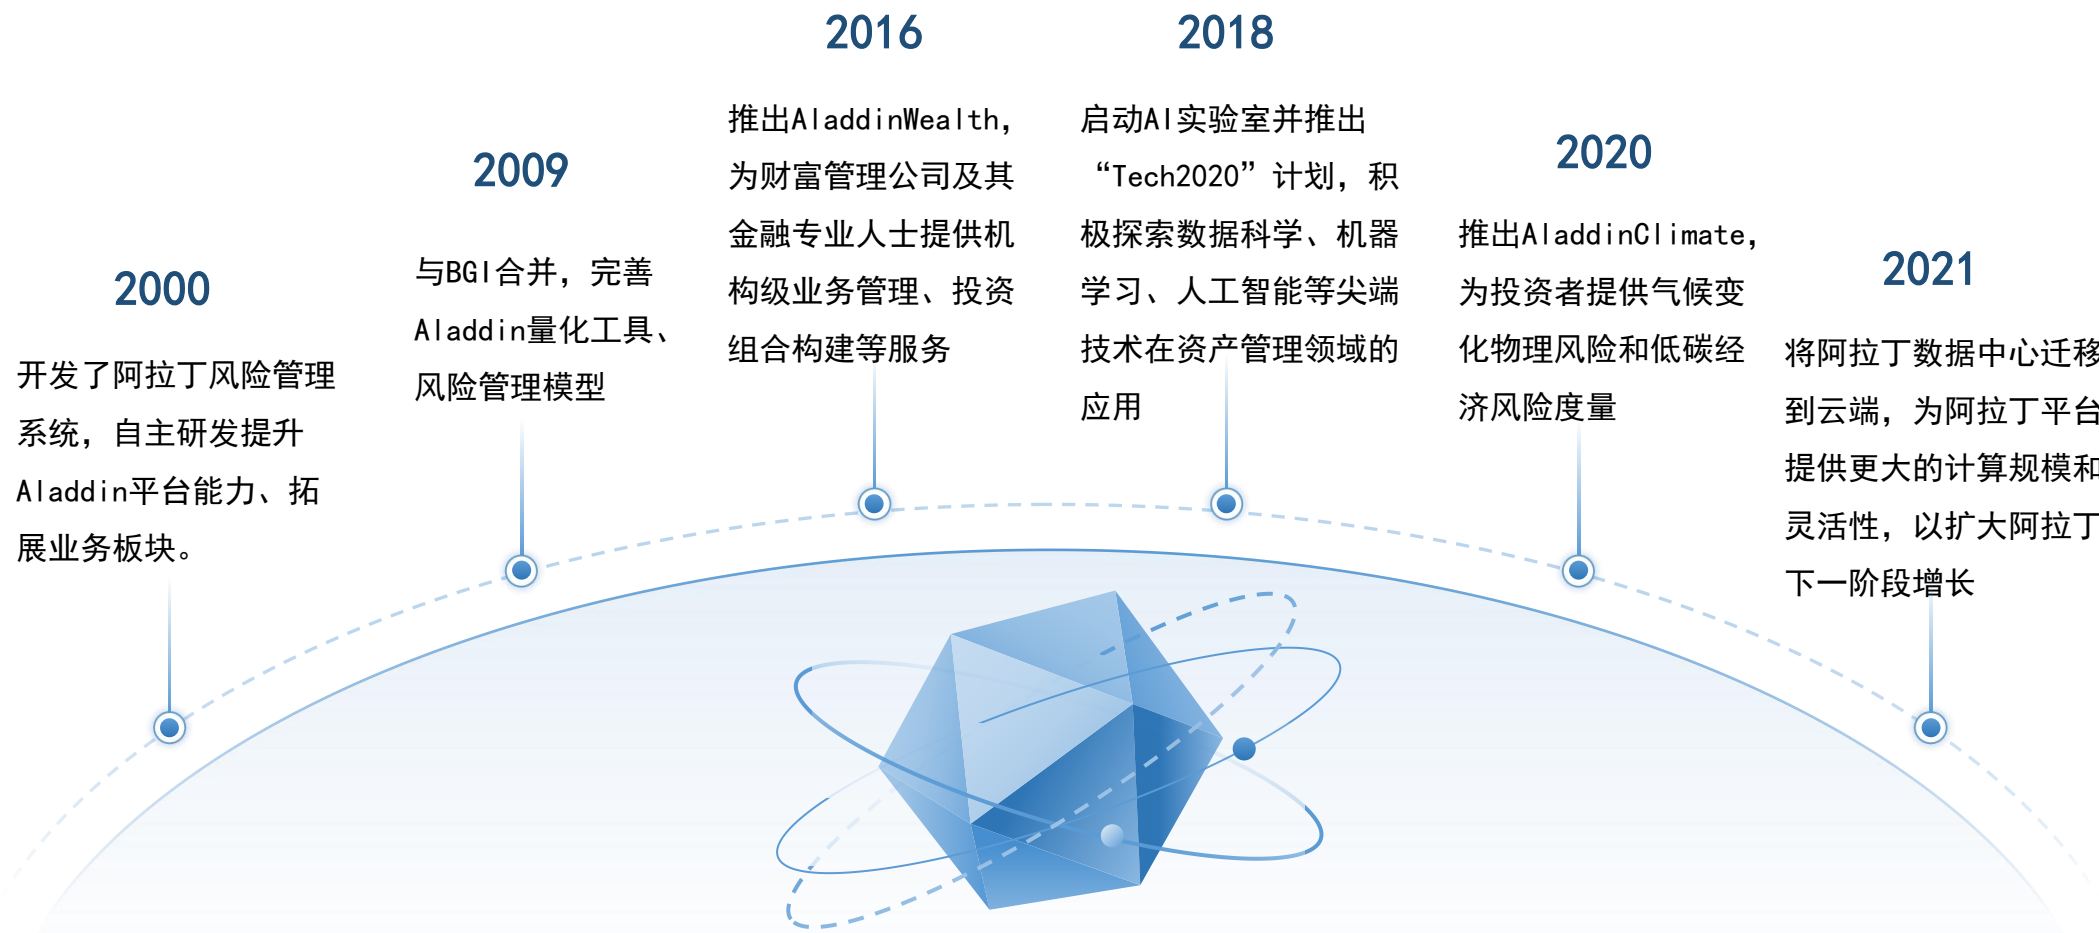 2000
开发了阿拉丁风险管理
系统，自主研发提升
Aladdin平台能力、拓
展业务板块。
2009
与BGI合并，完善
Aladdin量化工具、
风险管理模型
2016
推出AladdinWealth，
为财富管理公司及其
金融专业人士提供机
构级业务管理、投资
组合构建等服务
2018
启动AI实验室并推出
“Tech2020”计划，积
极探索数据科学、机器
学习、人工智能等尖端
技术在资产管理领域的
应用
2020
推出AladdinClimate，
为投资者提供气候变
化物理风险和低碳经
济风险度量
2021
将阿拉丁数据中心迁移
到云端，为阿拉丁平台
提供更大的计算规模和
灵活性，以扩大阿拉丁
下一阶段增长